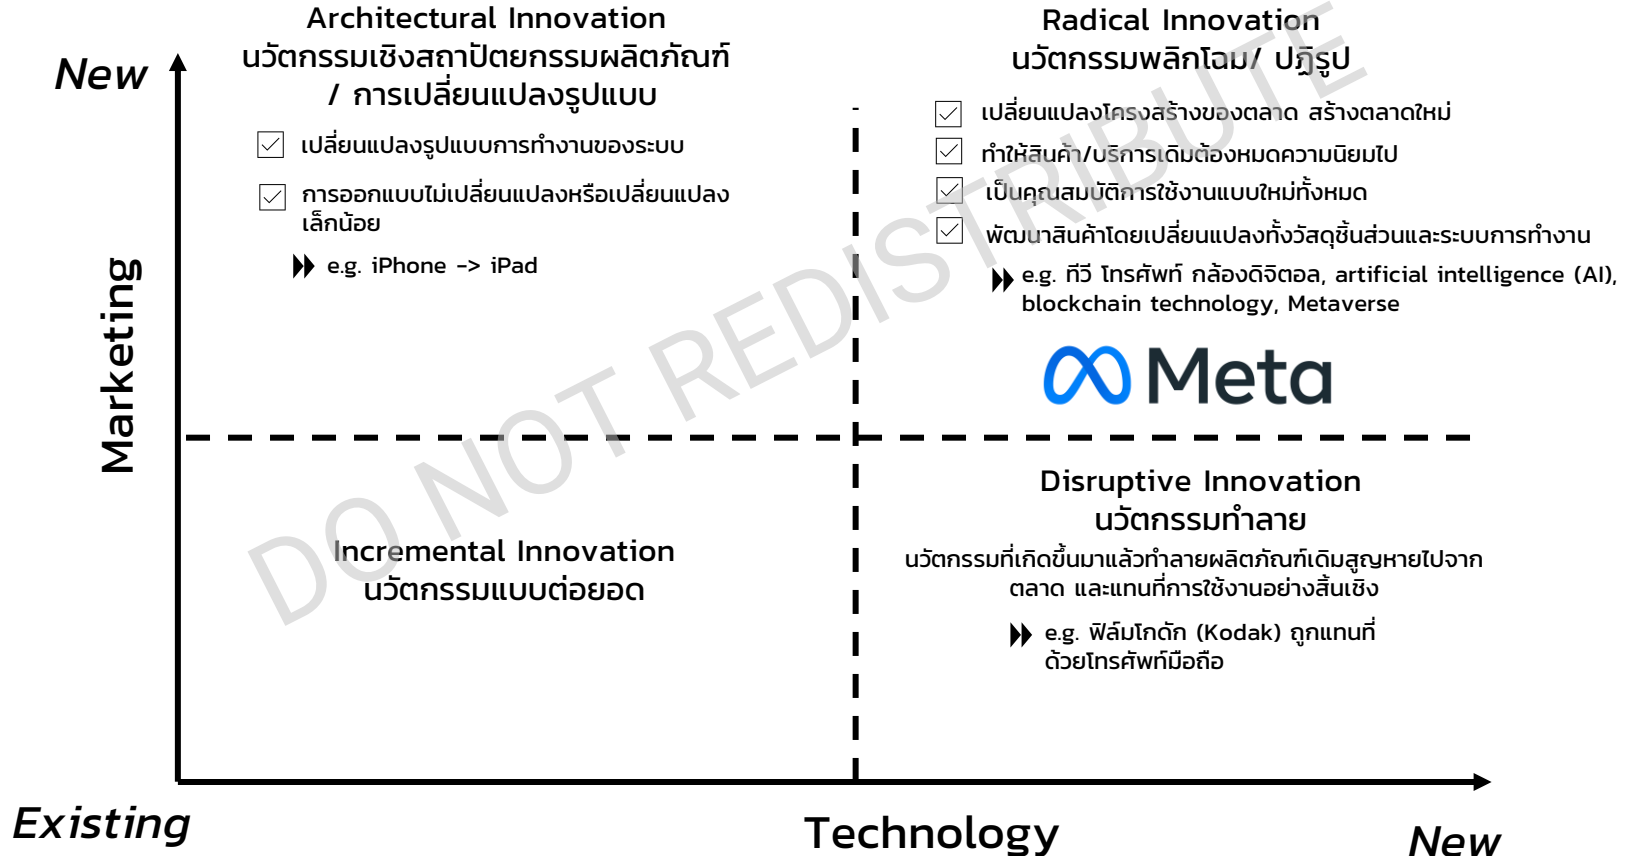 New
Marketing
Existing
Technology
New
Architectural Innovation
นวัตกรรมเชิงสถาปัตยกรรมผลิตภัณฑ์
/ การเปลี่ยนแปลงรูปแบบ
เปลี่ยนแปลงรูปแบบการทำงานของระบบ
การออกแบบไม่เปลี่ยนแปลงหรือเปลี่ยนแปลง
เล็กน้อย
e.g. iPhone -> iPad
Radical Innovation
นวัตกรรมพลิกโฉม/ ปฏิรูป
เปลี่ยนแปลงโครงสร้างของตลาด สร้างตลาดใหม่
ทำให้สินค้า/บริการเดิมต้องหมดความนิยมไป
เป็นคุณสมบัติการใช้งานแบบใหม่ทั้งหมด
พัฒนาสินค้าโดยเปลี่ยนแปลงทั้งวัสดุชิ้นส่วนและระบบการทำงาน
e.g. ทีวี โทรศัพท์ กล้องดิจิตอล, artificial intelligence (AI),
blockchain technology, Metaverse
Meta
Incremental Innovation
นวัตกรรมแบบต่อยอด
Disruptive Innovation
นวัตกรรมทำลาย
นวัตกรรมที่เกิดขึ้นมาแล้วทำลายผลิตภัณฑ์เดิมสูญหายไปจาก
ตลาด และแทนที่การใช้งานอย่างสิ้นเชิง
e.g. ฟิล์มโกดัก (Kodak) ถูกแทนที่
ด้วยโทรศัพท์มือถือ
DO NOT REDISTRIBUTE